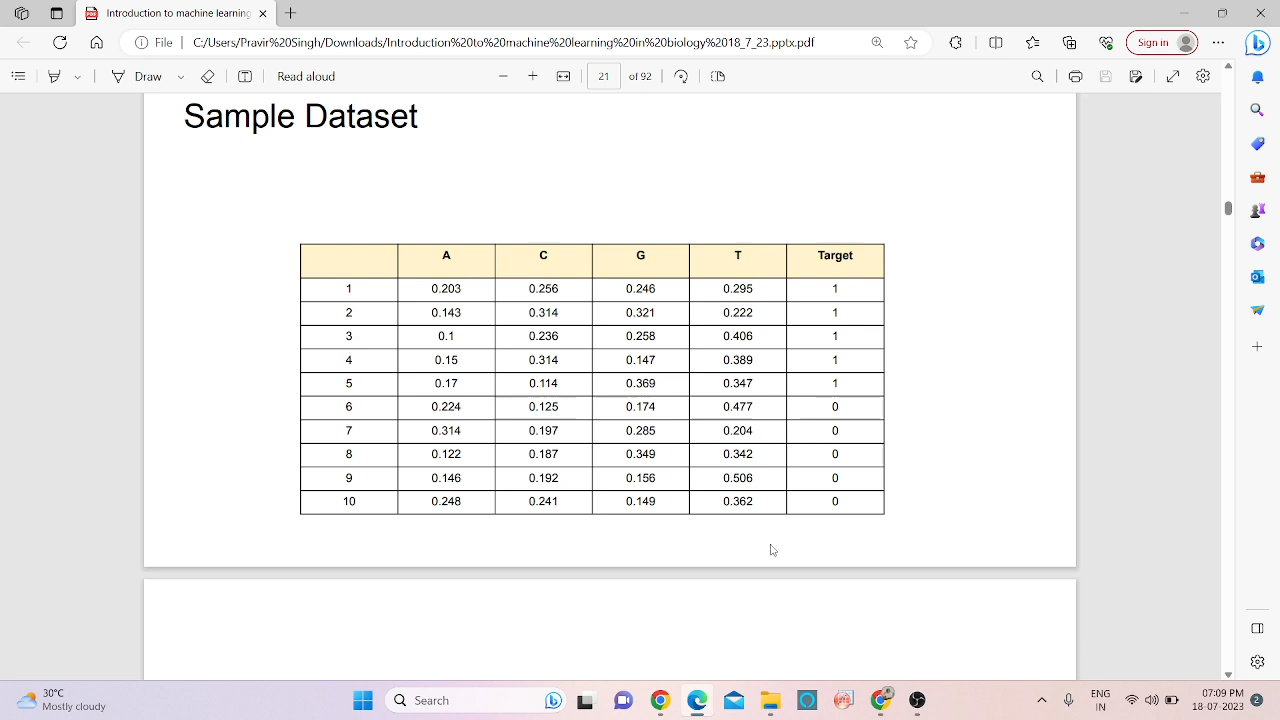 Introduction to machine learning
File
C:/Users/Pravir%20Singh/Downloads/Introduction%20to%20machine%20learning%20in%20biology%2018_7_23.pptx.pdf
Sign in
Draw
Read aloud
21 of 92
Sample Dataset
A C G T Target
1 0.203 0.256 0.246 0.295 1
2 0.143 0.314 0.321 0.222 1
3 0.1 0.236 0.258 0.406 1
4 0.15 0.314 0.147 0.389 1
5 0.17 0.114 0.369 0.347 1
6 0.224 0.125 0.174 0.477 0
7 0.314 0.197 0.285 0.204 0
8 0.122 0.187 0.349 0.342 0
9 0.146 0.192 0.156 0.506 0
10 0.248 0.241 0.149 0.362 0
30°C
Mostly cloudy
Search
ENG
IN
07:09 PM
18-07-2023
2